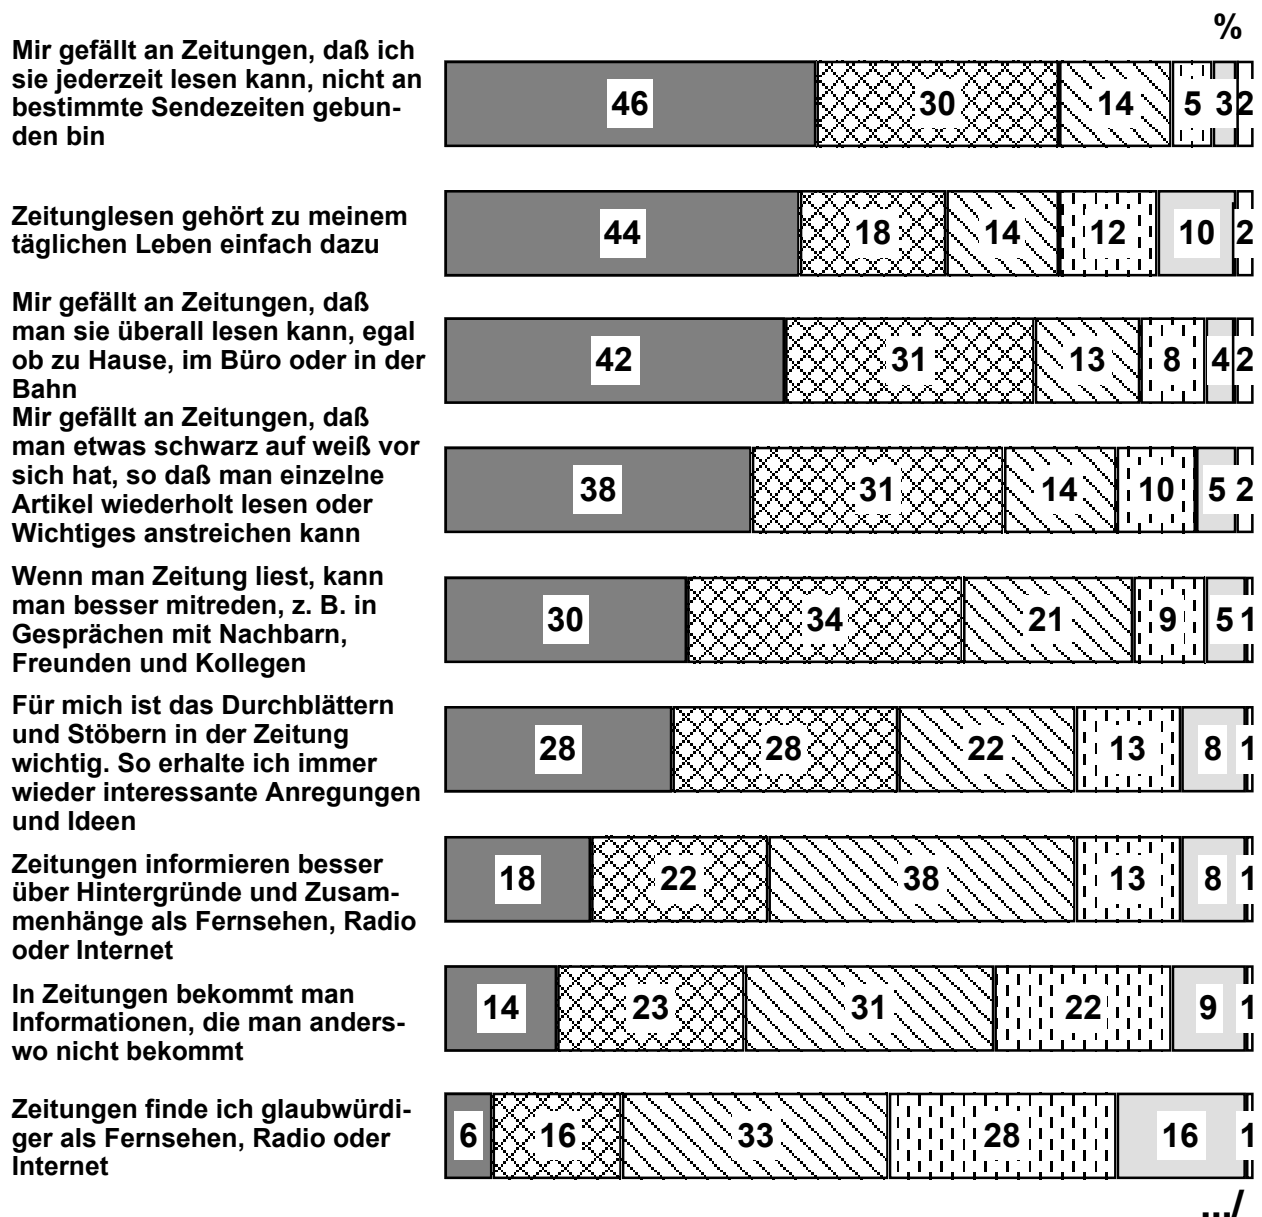 %
Mir gefällt an Zeitungen, daß ich
sie jederzeit lesen kann, nicht an
bestimmte Sendezeiten gebun-
den bin
46 30 14 5 3 2
Zeitunglesen gehört zu meinem
täglichen Leben einfach dazu
44 18 14 12 10 2
Mir gefällt an Zeitungen, daß
man sie überall lesen kann, egal
ob zu Hause, im Büro oder in der
Bahn
42 31 13 8 4 2
Mir gefällt an Zeitungen, daß
man etwas schwarz auf weiß vor
sich hat, so daß man einzelne
Artikel wiederholt lesen oder
Wichtiges anstreichen kann
38 31 14 10 5 2
Wenn man Zeitung liest, kann
man besser mitreden, z. B. in
Gesprächen mit Nachbarn,
Freunden und Kollegen
30 34 21 9 5 1
Für mich ist das Durchblättern
und Stöbern in der Zeitung
wichtig. So erhalte ich immer
wieder interessante Anregungen
und Ideen
28 28 22 13 8 1
Zeitungen informieren besser
über Hintergründe und Zusam-
menhänge als Fernsehen, Radio
oder Internet
18 22 38 13 8 1
In Zeitungen bekommt man
Informationen, die man anders-
wo nicht bekommt
14 23 31 22 9 1
Zeitungen finde ich glaubwürdi-
ger als Fernsehen, Radio oder
Internet
6 16 33 28 16 1
.../